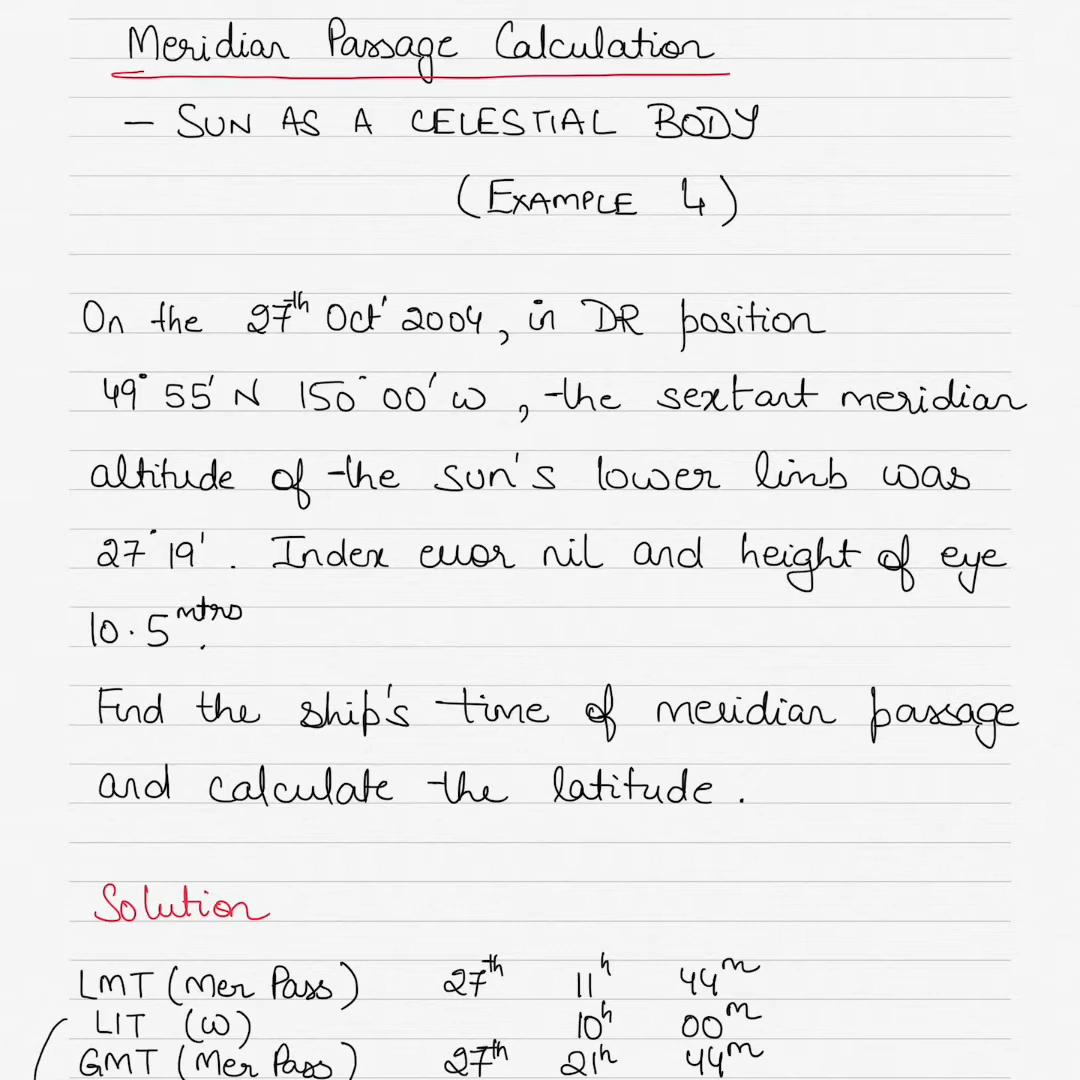 Meridian Passage Calculation
- SUN AS A CELESTIAL BODY
(EXAMPLE 4)
On the 27th Oct' 2004, in DR position
49° 55' N 150° 00' W, the sextant meridian
altitude of the sun's lower limb was
27° 19'. Index error nil and height of eye
10.5 mtrs.
Find the ship's time of meridian passage
and calculate the latitude.
Solution
LMT (Mer Pass) 27th 11h 44m
LIT (W) 10h 00m
GMT (Mer Pass) 27th 21h 44m